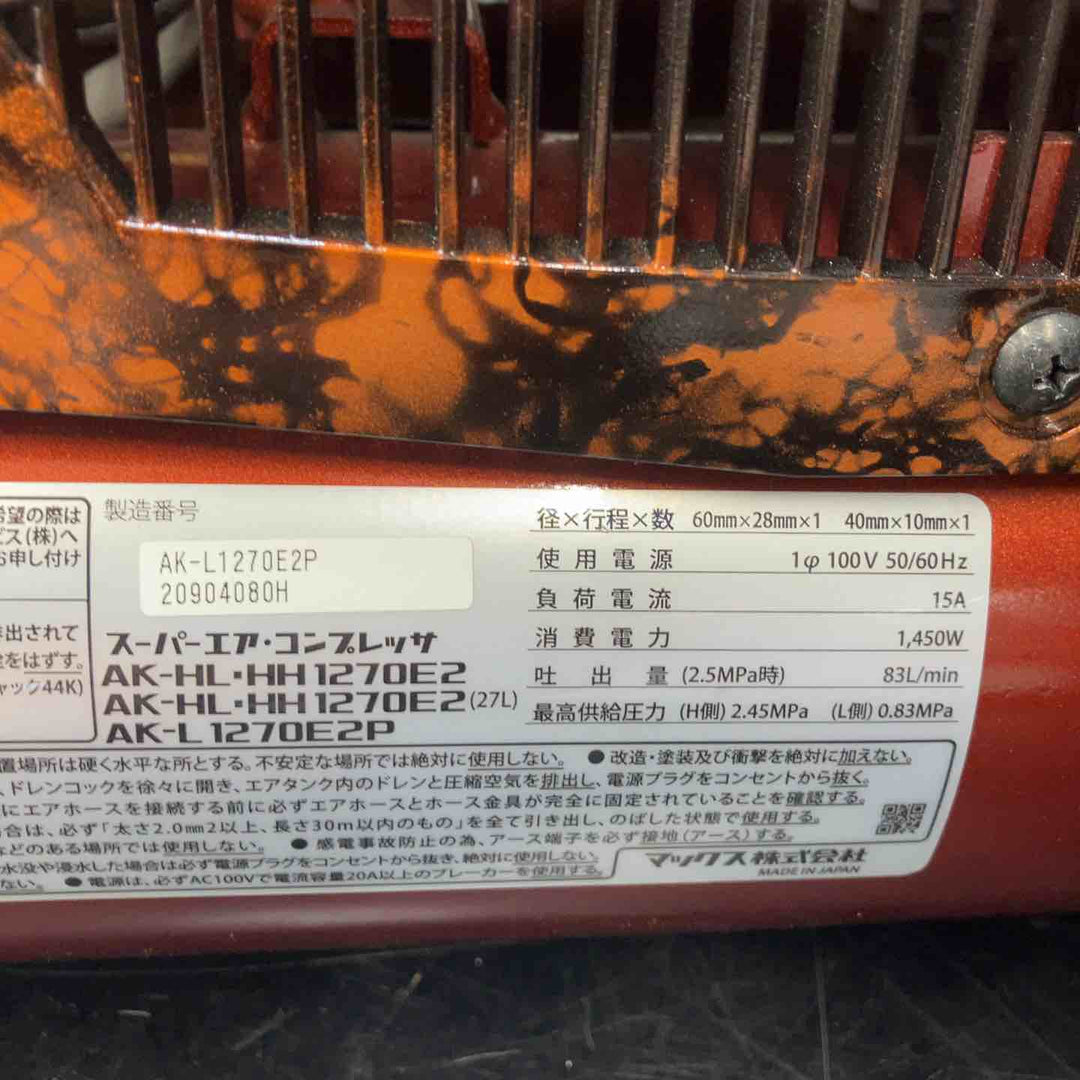 希望の際は
ビス(株)へ
お申し付け
排出されて
全をはずす。
ャック44K)
製造番号
AK-L1270E2P
20904080H
スーパーエア・コンプレッサ
AK-HL・HH1270E2
AK-HL・HH1270E2(27L)
AK-L1270E2P
径×行程×数 60mm×28mm×1 40mm×10mm×1
使用電源 1φ 100V 50/60Hz
負荷電流 15A
消費電力 1,450W
吐出量 (2.5MPa時) 83L/min
最高供給圧力 (H側) 2.45MPa (L側) 0.83MPa
置場所は硬く水平な所とする。不安定な場所では絶対に使用しない。 ●改造・塗装及び衝撃を絶対に加えない。
、ドレンコックを徐々に開き、エアタンク内のドレンと圧縮空気を排出し、電源プラグをコンセントから抜く。
にエアホースを接続する前に必ずエアホースとホース金具が完全に固定されていることを確認する。
場合は、必ず「太さ2.0mm2以上、長さ30m以内のもの」を全て引き出し、のばした状態で使用する。
などのある場所では使用しない。 ●感電事故防止の為、アース端子を必ず接地(アース)する。
水没や浸水した場合は必ず電源プラグをコンセントから抜き、絶対に使用しない。
ない。 ●電源は、必ずAC100Vで電流容量20A以上のブレーカーを使用する。
マックス株式会社
MADE IN JAPAN